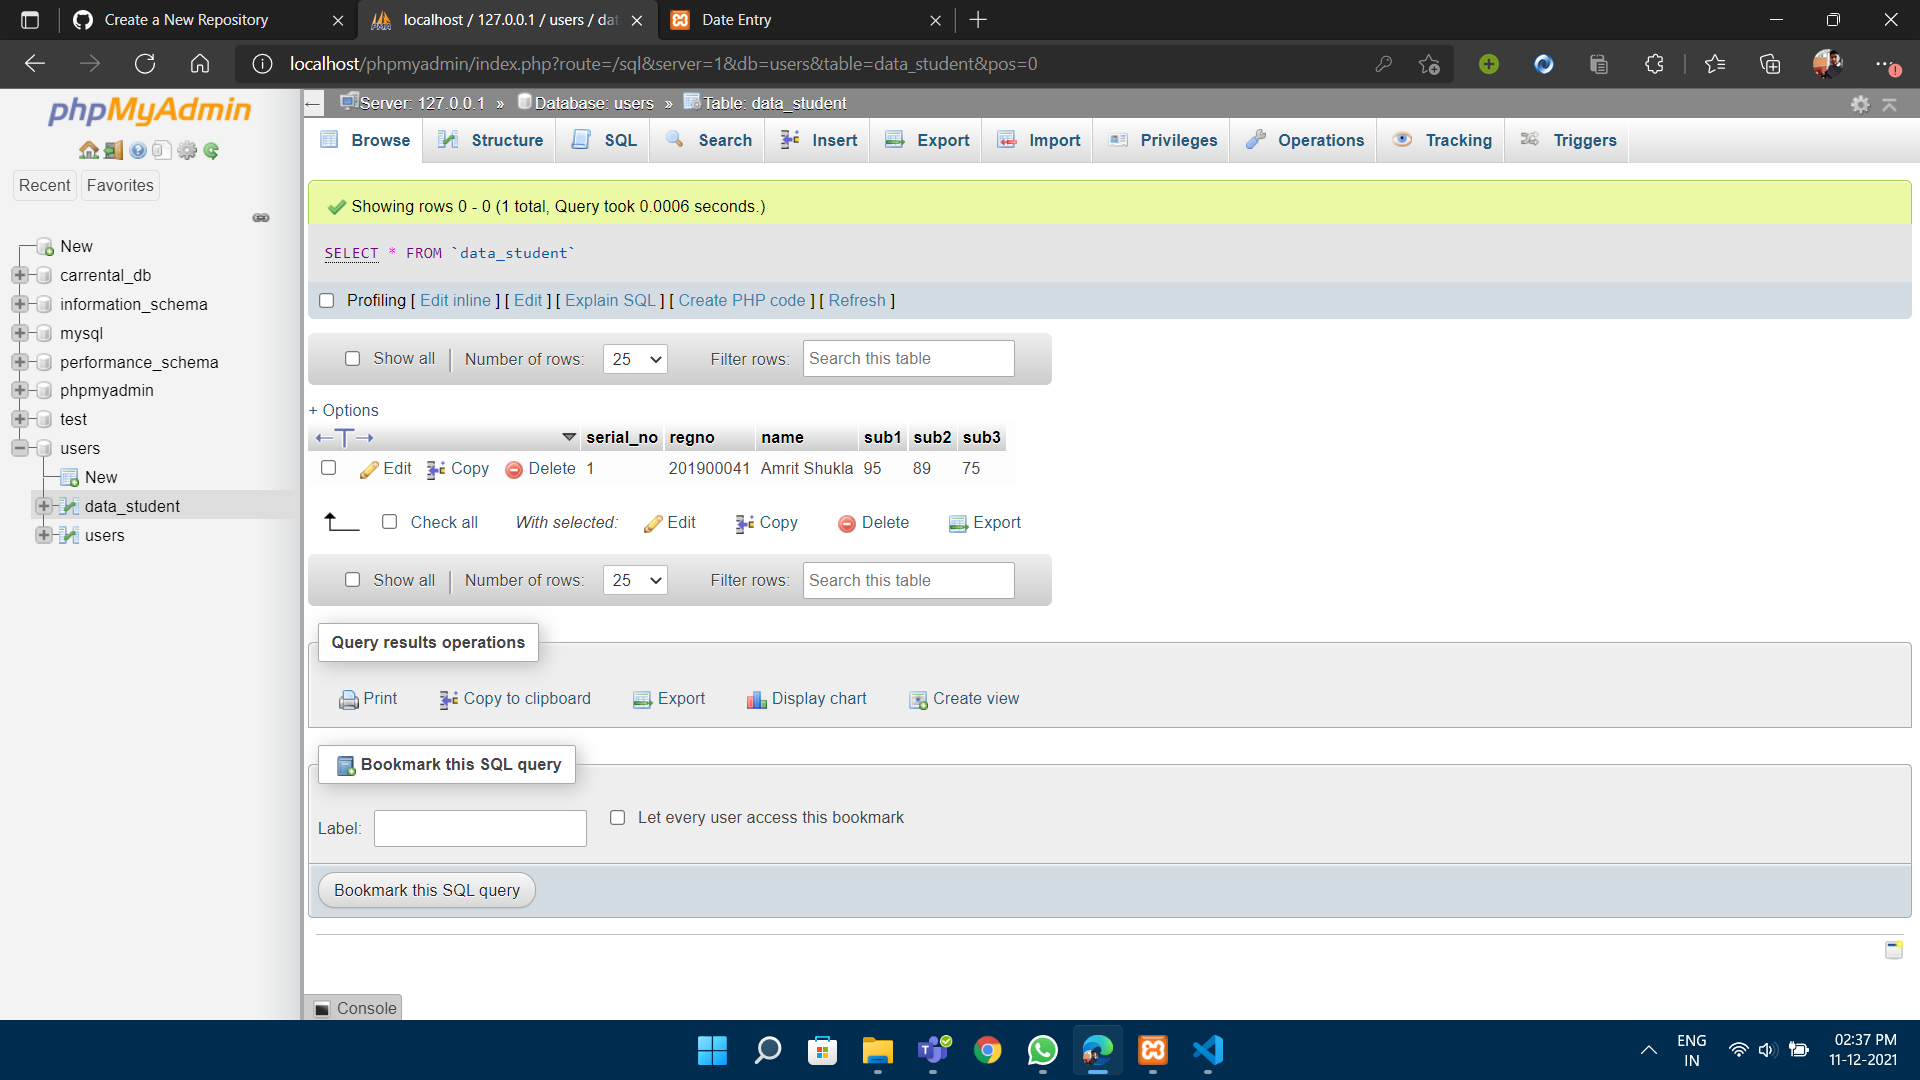 Create a New Repository
localhost / 127.0.0.1 / users / dat
Date Entry
localhost/phpmyadmin/index.php?route=/sql&server=1&db=users&table=data_student&pos=0
phpMyAdmin
Recent
Favorites
New
carrental_db
information_schema
mysql
performance_schema
phpmyadmin
test
users
New
data_student
users
Server: 127.0.0.1 » Database: users » Table: data_student
Browse Structure SQL Search Insert Export Import Privileges Operations Tracking Triggers
Showing rows 0 - 0 (1 total, Query took 0.0006 seconds.)
SELECT * FROM `data_student`
Profiling [ Edit inline ] [ Edit ] [ Explain SQL ] [ Create PHP code ] [ Refresh ]
Show all Number of rows: 25 Filter rows: Search this table
+ Options
←T→ serial_no regno name sub1 sub2 sub3
Edit Copy Delete 1 201900041 Amrit Shukla 95 89 75
Check all With selected: Edit Copy Delete Export
Show all Number of rows: 25 Filter rows: Search this table
Query results operations
Print Copy to clipboard Export Display chart Create view
Bookmark this SQL query
Label: Let every user access this bookmark
Bookmark this SQL query
Console
ENG
IN
02:37 PM
11-12-2021